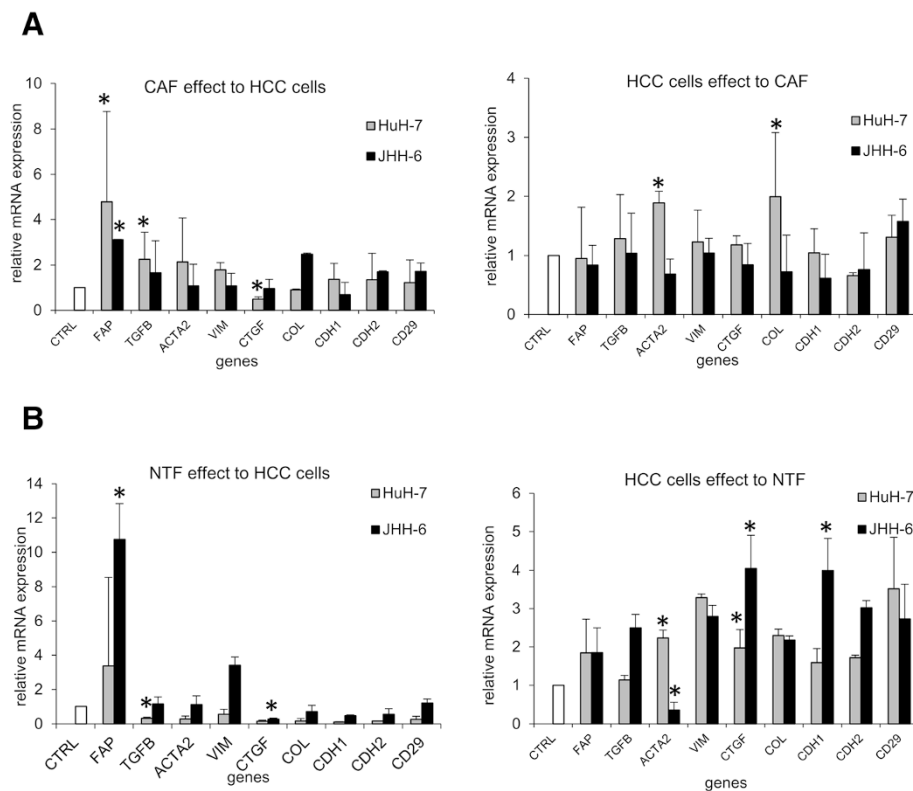 A
CAF effect to HCC cells
relative mRNA expression
10
8
6
4
2
0
*
*
*
*
HuH-7
JHH-6
CTRL
FAP
TGFB
ACTA2
VIM
CTGF
COL
CDH1
CDH2
CD29
genes
HCC cells effect to CAF
relative mRNA expression
4
3
2
1
0
*
*
HuH-7
JHH-6
CTRL
FAP
TGFB
ACTA2
VIM
CTGF
COL
CDH1
CDH2
CD29
genes
B
NTF effect to HCC cells
relative mRNA expression
14
12
10
8
6
4
2
0
*
*
*
HuH-7
JHH-6
CTRL
FAP
TGFB
ACTA2
VIM
CTGF
COL
CDH1
CDH2
CD29
genes
HCC cells effect to NTF
relative mRNA expression
6
5
4
3
2
1
0
*
*
*
*
*
HuH-7
JHH-6
CTRL
FAP
TGFB
ACTA2
VIM
CTGF
COL
CDH1
CDH2
CD29
genes